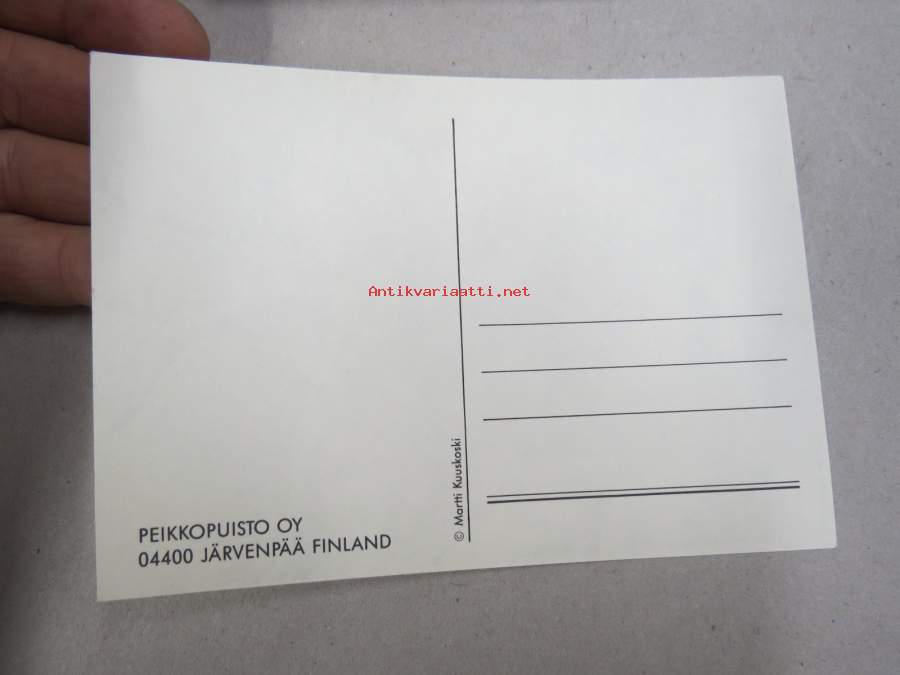 Antikvariaatti.net
© Martti Kuuskoski
PEIKKOPUISTO OY
04400 JÄRVENPÄÄ FINLAND